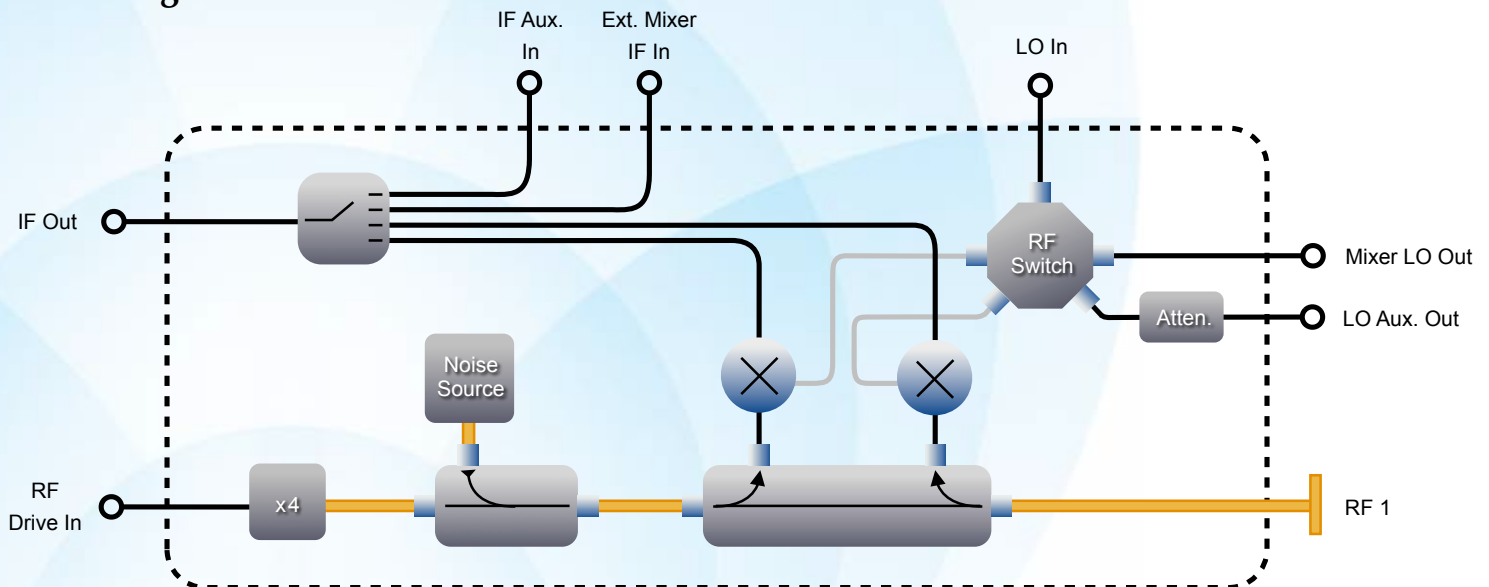 IF Aux.
In
Ext. Mixer
IF In
LO In
IF Out
RF
Switch
Mixer LO Out
Atten.
LO Aux. Out
Noise
Source
RF
Drive In
x4
RF 1